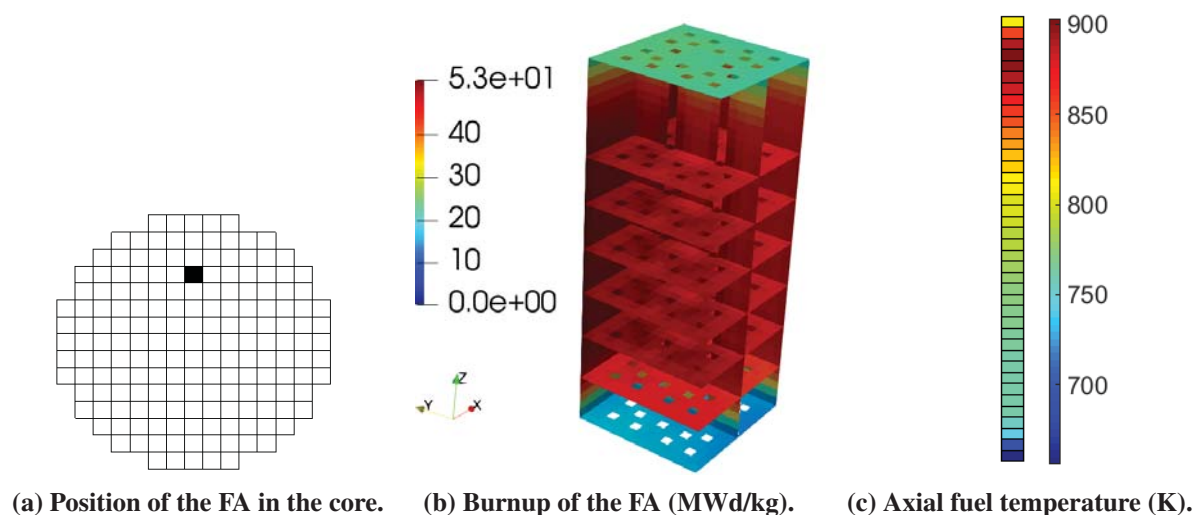 5.3e+01
40
30
20
10
0.0e+00
Z
Y
X
900
850
800
750
700
(a) Position of the FA in the core.
(b) Burnup of the FA (MWd/kg).
(c) Axial fuel temperature (K).